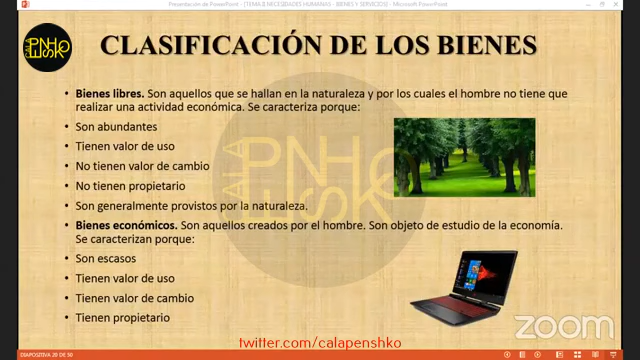 Presentación de PowerPoint - [TEMA 8 NECESIDADES HUMANAS - BIENES Y SERVICIOS] - Microsoft PowerPoint
CALA
PNHO
ESK
CLASIFICACIÓN DE LOS BIENES
• Bienes libres. Son aquellos que se hallan en la naturaleza y por los cuales el hombre no tiene que
realizar una actividad económica. Se caracteriza porque:
• Son abundantes
• Tienen valor de uso
• No tienen valor de cambio
• No tienen propietario
• Son generalmente provistos por la naturaleza.
• Bienes económicos. Son aquellos creados por el hombre. Son objeto de estudio de la economía.
Se caracterizan porque:
• Son escasos
• Tienen valor de uso
• Tienen valor de cambio
• Tienen propietario
zoom
twitter.com/calapenshko
DIAPOSITIVA 20 DE 50